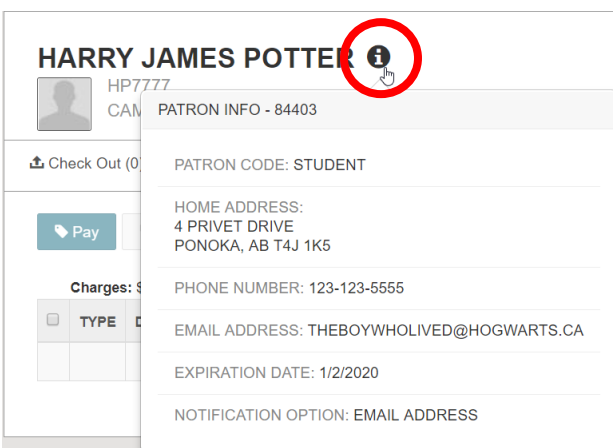 HARRY JAMES POTTER
HP7777
CAM
PATRON INFO - 84403
Check Out (0)
PATRON CODE: STUDENT
HOME ADDRESS:
4 PRIVET DRIVE
PONOKA, AB T4J 1K5
Pay
PHONE NUMBER: 123-123-5555
Charges: $
TYPE D
EMAIL ADDRESS: THEBOYWHOLIVED@HOGWARTS.CA
EXPIRATION DATE: 1/2/2020
NOTIFICATION OPTION: EMAIL ADDRESS